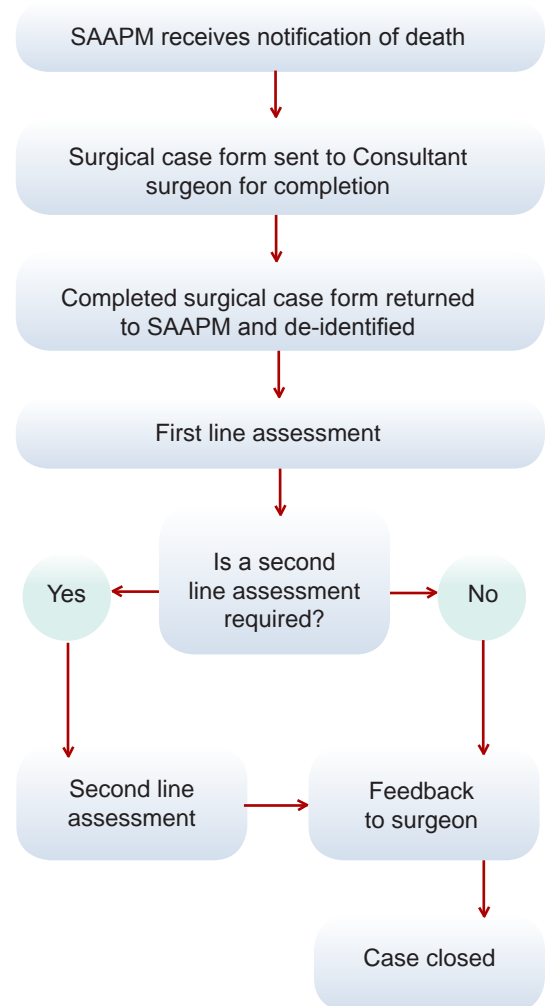 SAAPM receives notification of death
Surgical case form sent to Consultant
surgeon for completion
Completed surgical case form returned
to SAAPM and de-identified
First line assessment
Is a second
line assessment
required?
Yes
No
Second line
assessment
Feedback
to surgeon
Case closed